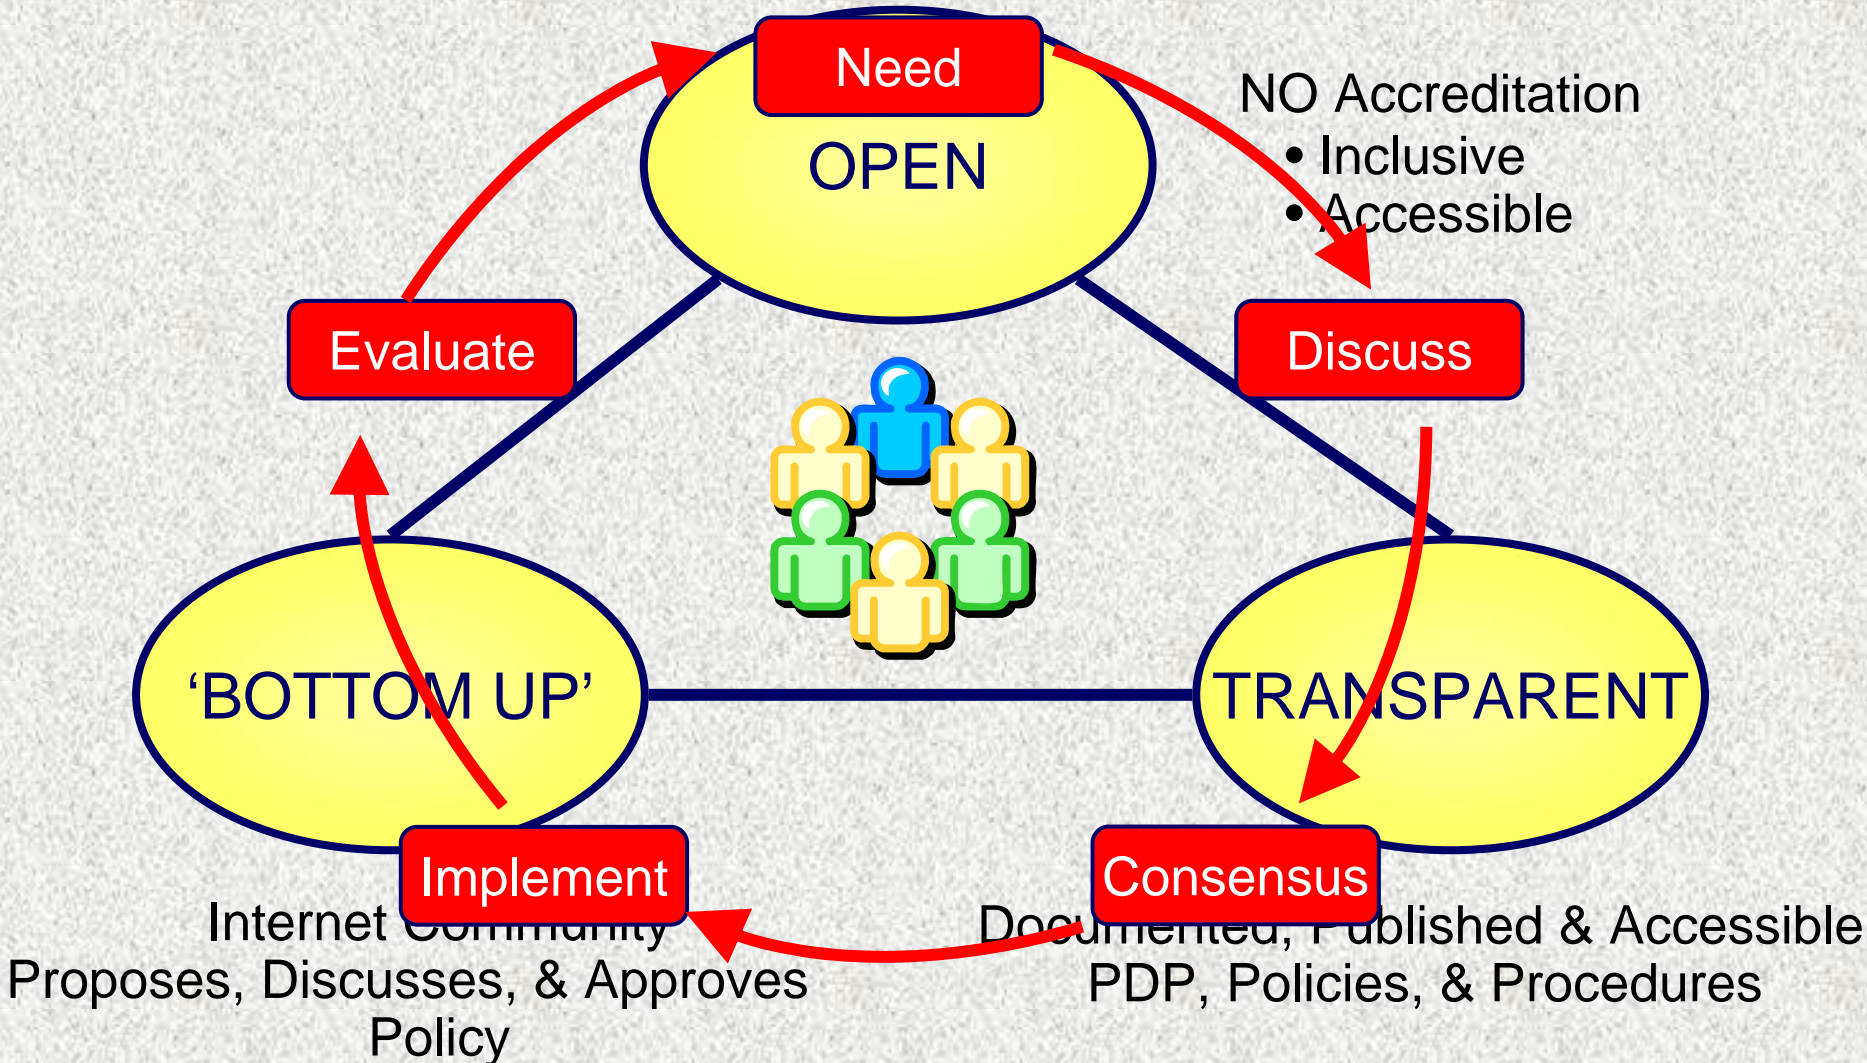 Need
OPEN
NO Accreditation
• Inclusive
• Accessible
Evaluate
Discuss
‘BOTTOM UP’
TRANSPARENT
Implement
Consensus
Internet Community
Proposes, Discusses, & Approves
Policy
Documented, Published & Accessible
PDP, Policies, & Procedures